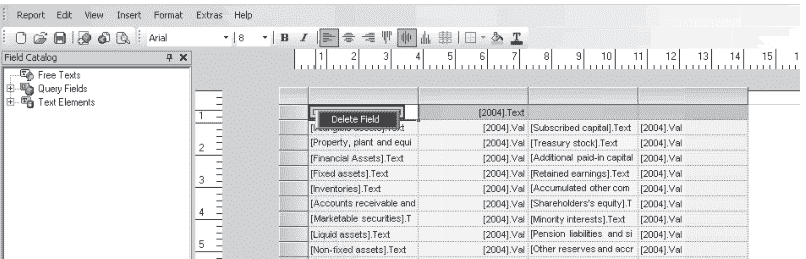 Report Edit View Insert Format Extras Help
Arial 8 B I T
Field Catalog
1 2 3 4 5 6 7 8 9 10 11 12 13 14 15 1
Free Texts
Query Fields
Text Elements
1 [2004].Text
Delete Field
[2004].Val [Subscribed capital].Text [2004].Val
2 [Property, plant and equi [2004].Val [Treasury stock].Text [2004].Val
[Financial Assets].Text [2004].Val [Additional paid-in capital [2004].Val
3 [Fixed assets].Text [2004].Val [Retained earnings].Text [2004].Val
[Inventories].Text [2004].Val [Accumulated other com [2004].Val
[Accounts receivable and [2004].Val [Shareholders's equity].T [2004].Val
4 [Marketable securities].T [2004].Val [Minority interests].Text [2004].Val
[Liquid assets].Text [2004].Val [Pension liabilities and si [2004].Val
5 [Non-fixed assets].Text [2004].Val [Other reserves and accr [2004].Val